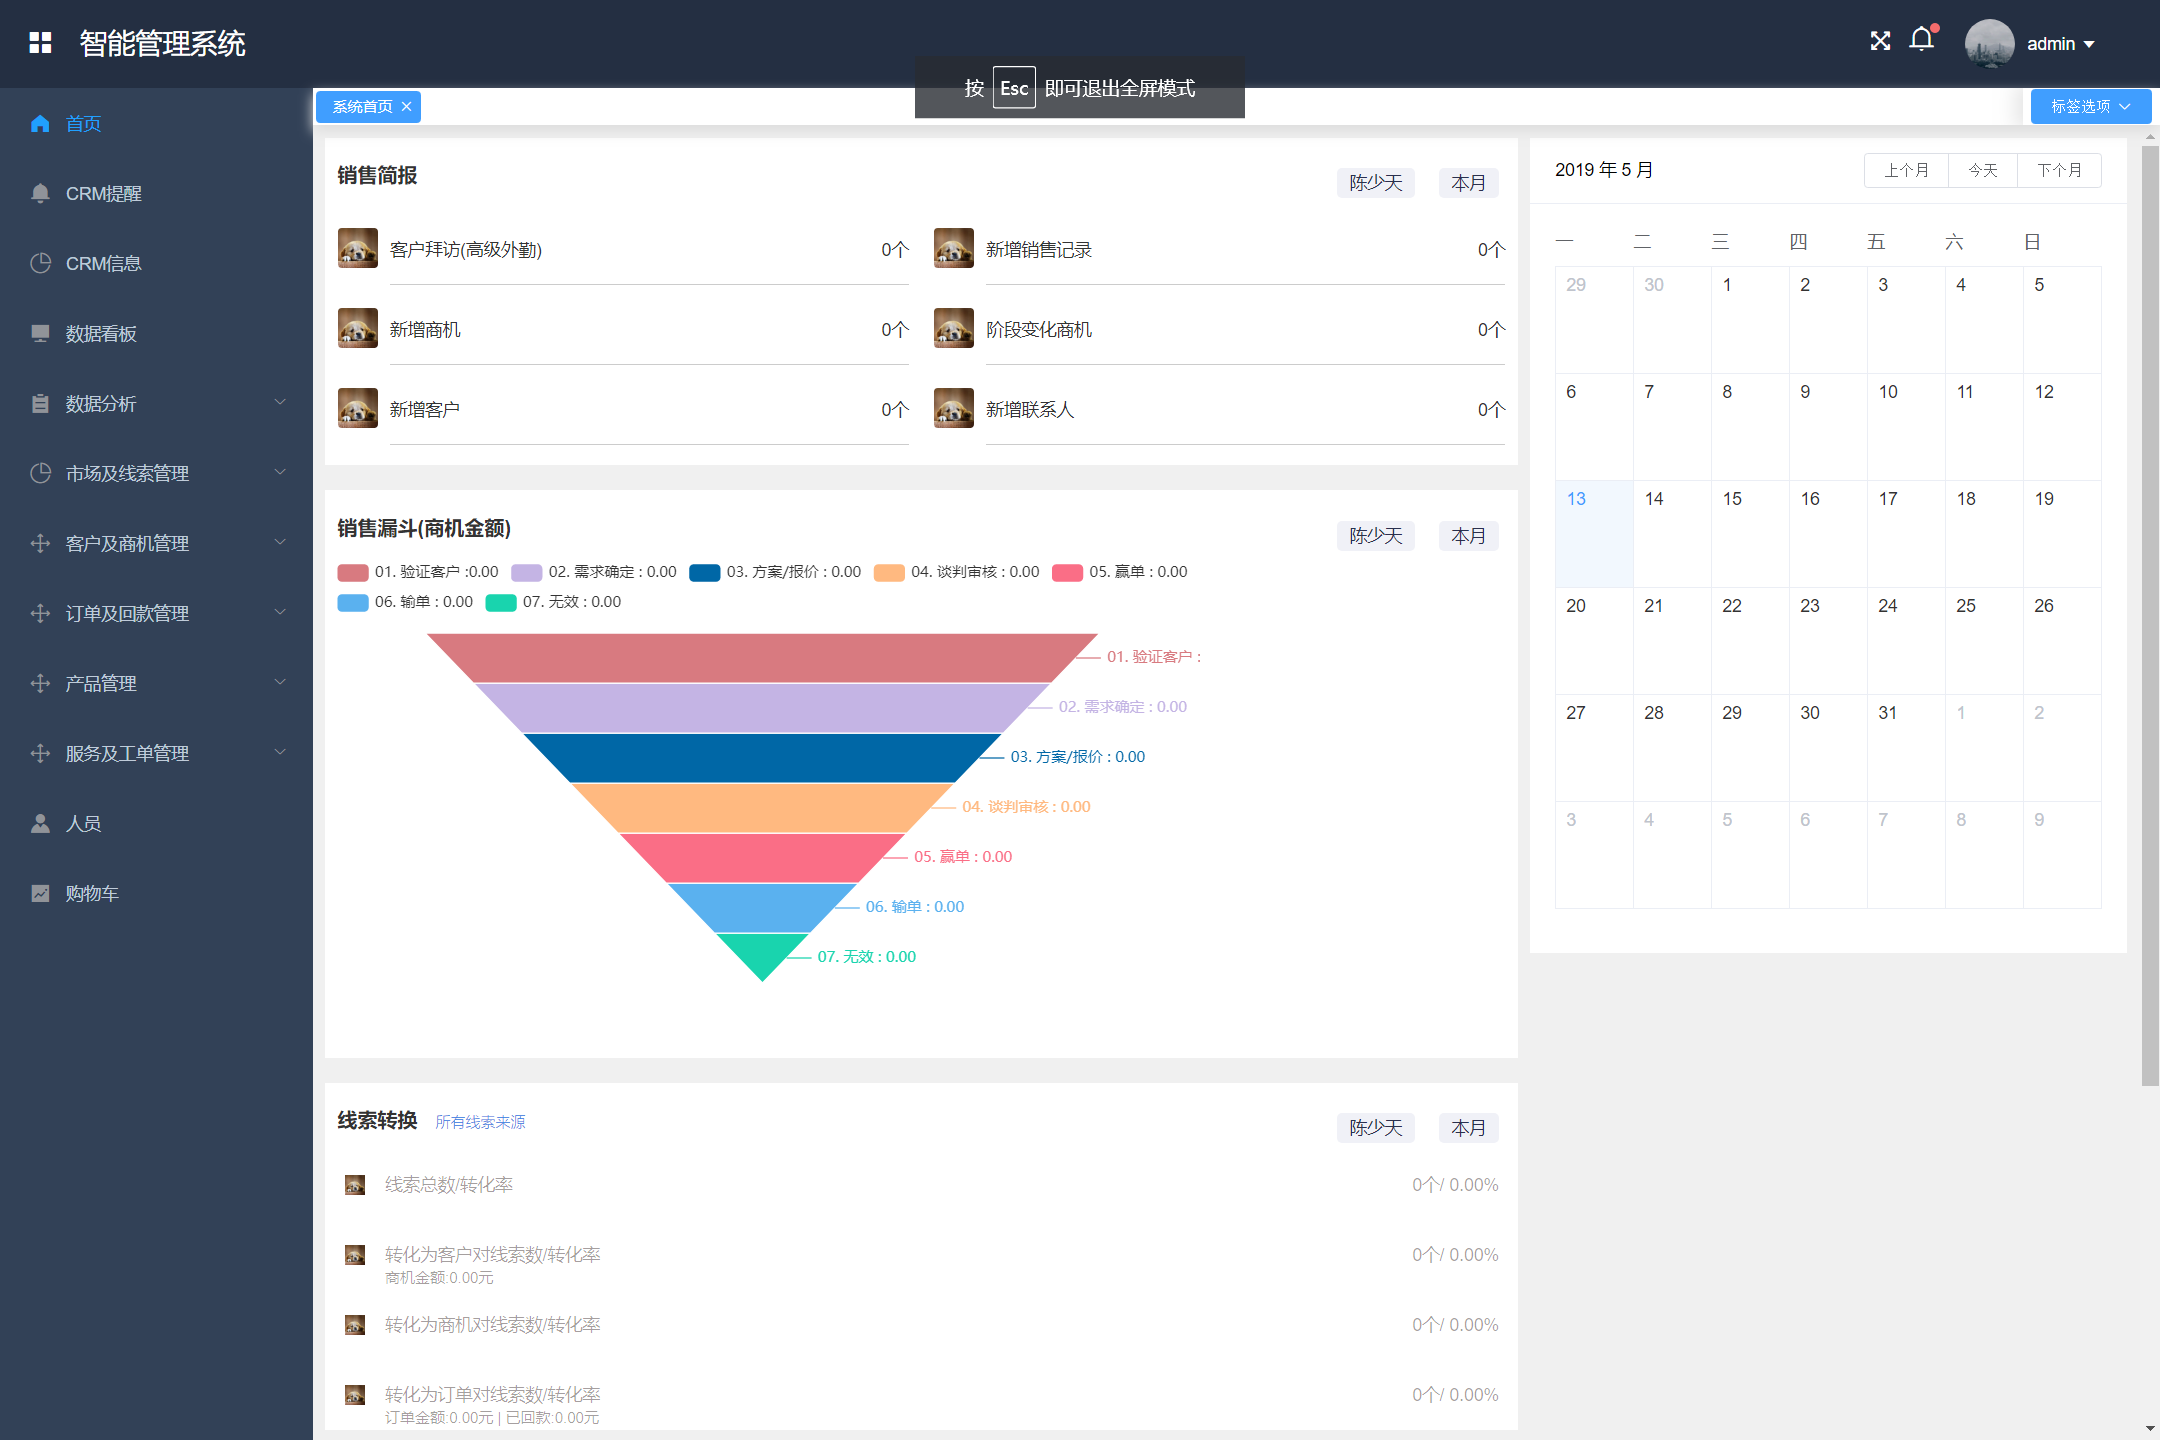 智能管理系统
admin
按 Esc 即可退出全屏模式
系统首页
标签选项
首页
CRM提醒
CRM信息
数据看板
数据分析
市场及线索管理
客户及商机管理
订单及回款管理
产品管理
服务及工单管理
人员
购物车
销售简报
陈少天 本月
客户拜访(高级外勤) 0个
新增销售记录 0个
新增商机 0个
阶段变化商机 0个
新增客户 0个
新增联系人 0个
销售漏斗(商机金额)
陈少天 本月
01. 验证客户 :0.00 02. 需求确定 : 0.00 03. 方案/报价 : 0.00 04. 谈判审核 : 0.00 05. 赢单 : 0.00
06. 输单 : 0.00 07. 无效 : 0.00
01. 验证客户 :
02. 需求确定 : 0.00
03. 方案/报价 : 0.00
04. 谈判审核 : 0.00
05. 赢单 : 0.00
06. 输单 : 0.00
07. 无效 : 0.00
线索转换 所有线索来源
陈少天 本月
线索总数/转化率 0个/ 0.00%
转化为客户对线索数/转化率 0个/ 0.00%
商机金额:0.00元
转化为商机对线索数/转化率 0个/ 0.00%
转化为订单对线索数/转化率 0个/ 0.00%
订单金额:0.00元 | 已回款:0.00元
2019 年 5 月
上个月 今天 下个月
一 二 三 四 五 六 日
29 30 1 2 3 4 5
6 7 8 9 10 11 12
13 14 15 16 17 18 19
20 21 22 23 24 25 26
27 28 29 30 31 1 2
3 4 5 6 7 8 9